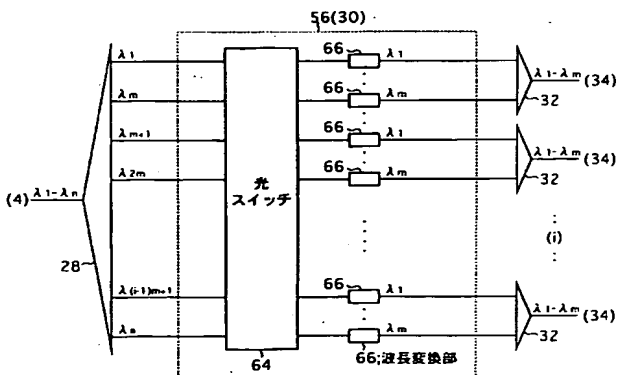 56(30)
λ1
66
λ1
λ1-λm
(34)
32
λm
66
λm
λm+1
66
λ1
λ1-λm
(34)
32
λ2m
66
λm
(4)
λ1-λn
光
スイッチ
28
(i)
λ(i-1)m+1
66
λ1
λ1-λm
(34)
32
λn
λm
64
66;波長変換部